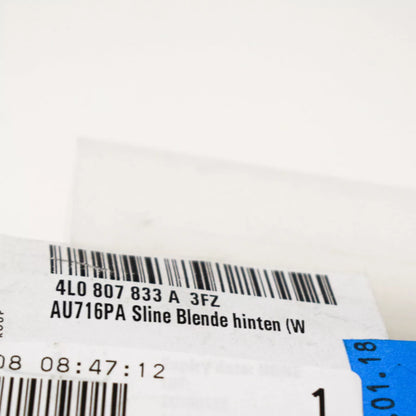 4L0 807 833 A 3FZ
AU716PA Sline Blende hinten (W
08 08:47:12
1
01.18